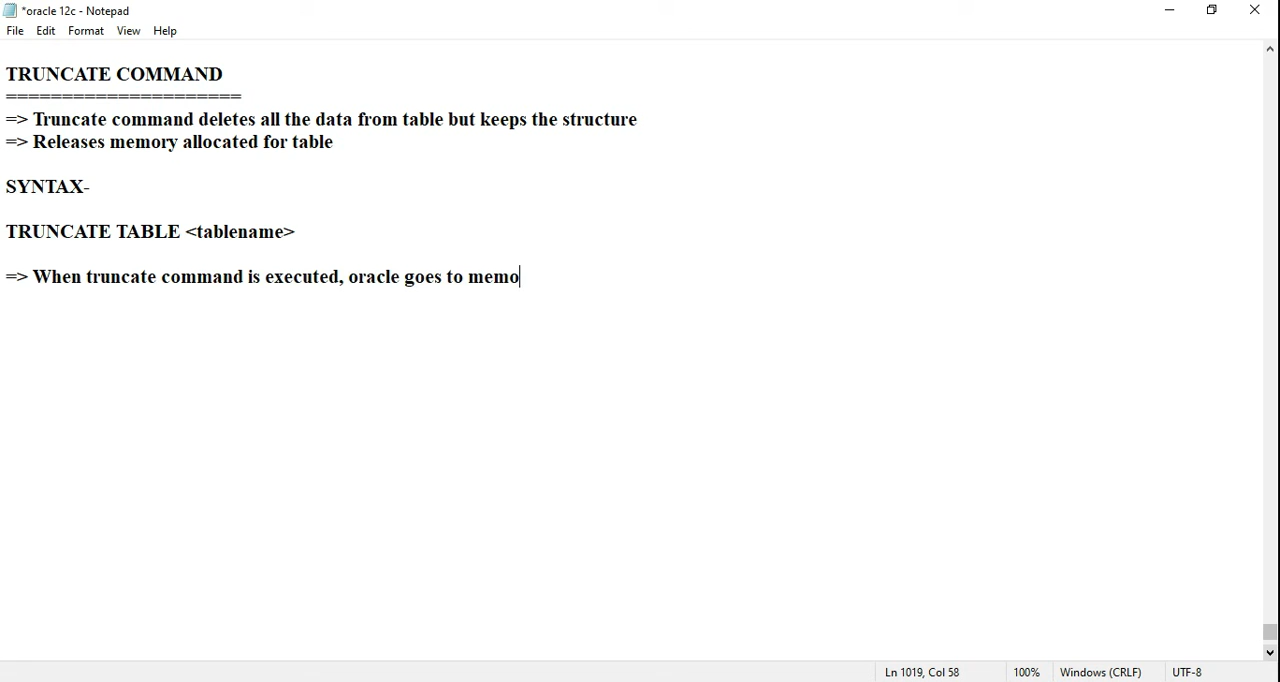 *oracle 12c - Notepad
File Edit Format View Help
TRUNCATE COMMAND
=====================
=> Truncate command deletes all the data from table but keeps the structure
=> Releases memory allocated for table
SYNTAX-
TRUNCATE TABLE <tablename>
=> When truncate command is executed, oracle goes to memo
Ln 1019, Col 58 100% Windows (CRLF) UTF-8